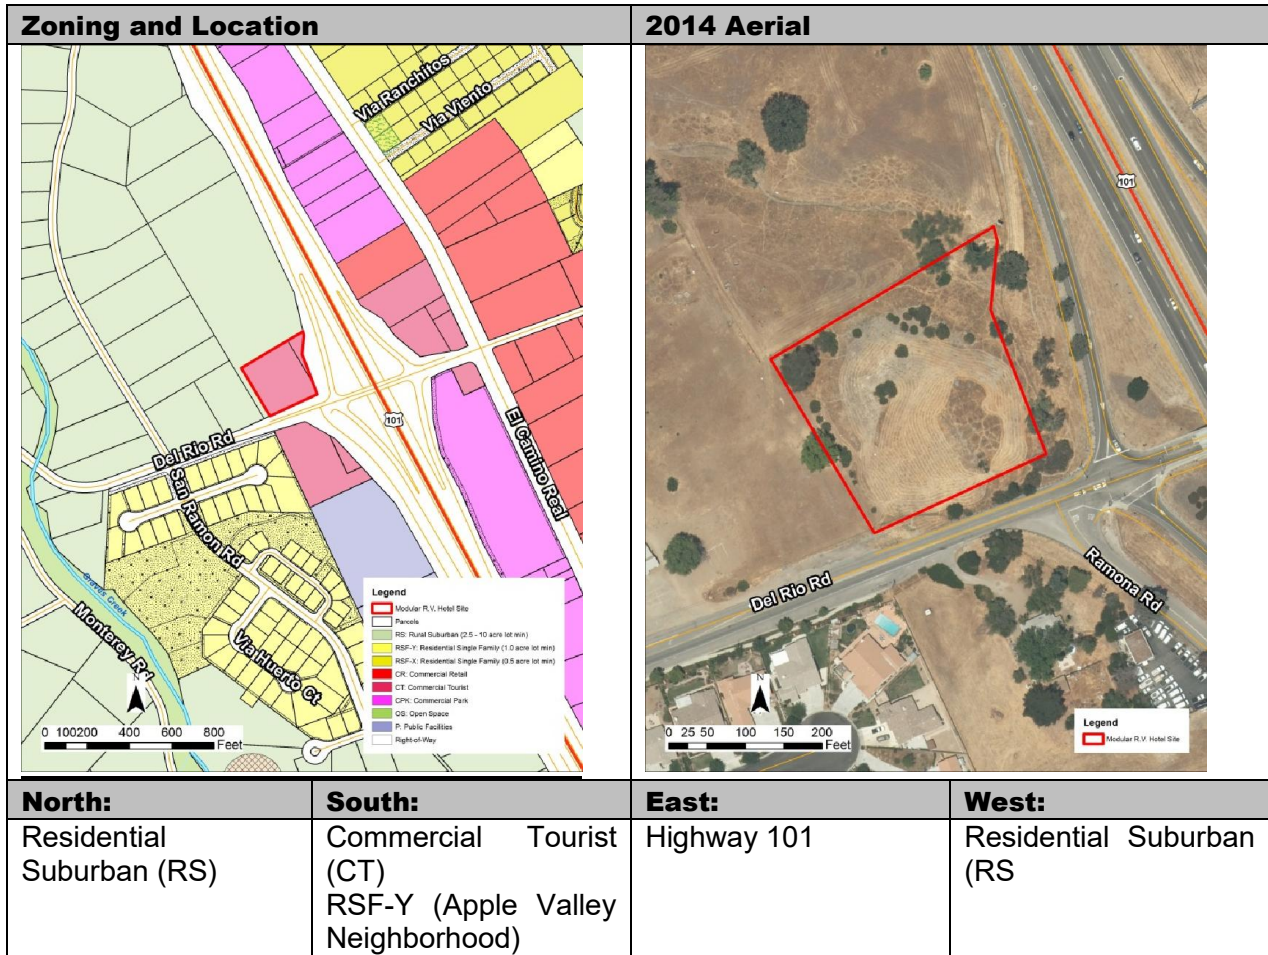 Zoning and Location
2014 Aerial
Via Ranchitos
Via Viento
101
El Camino Real
Del Rio Rd
San Ramon Rd
Graves Creek
Monterey Rd
Via Huerto Ct
N
0 100200 400 600 800
Feet
Legend
Modular R.V. Hotel Site
Parcels
RS: Rural Suburban (2.5 - 10 acre lot min)
RSF-Y: Residential Single Family (1.0 acre lot min)
RSF-X: Residential Single Family (0.5 acre lot min)
CR: Commercial Retail
CT: Commercial Tourist
CPK: Commercial Park
OS: Open Space
P: Public Facilities
Right-of-Way
101
Del Rio Rd
Ramona Rd
N
0 25 50 100 150 200
Feet
Legend
Modular R.V. Hotel Site
North:
South:
East:
West:
Residential
Suburban (RS)
Commercial Tourist
(CT)
RSF-Y (Apple Valley
Neighborhood)
Highway 101
Residential Suburban
(RS